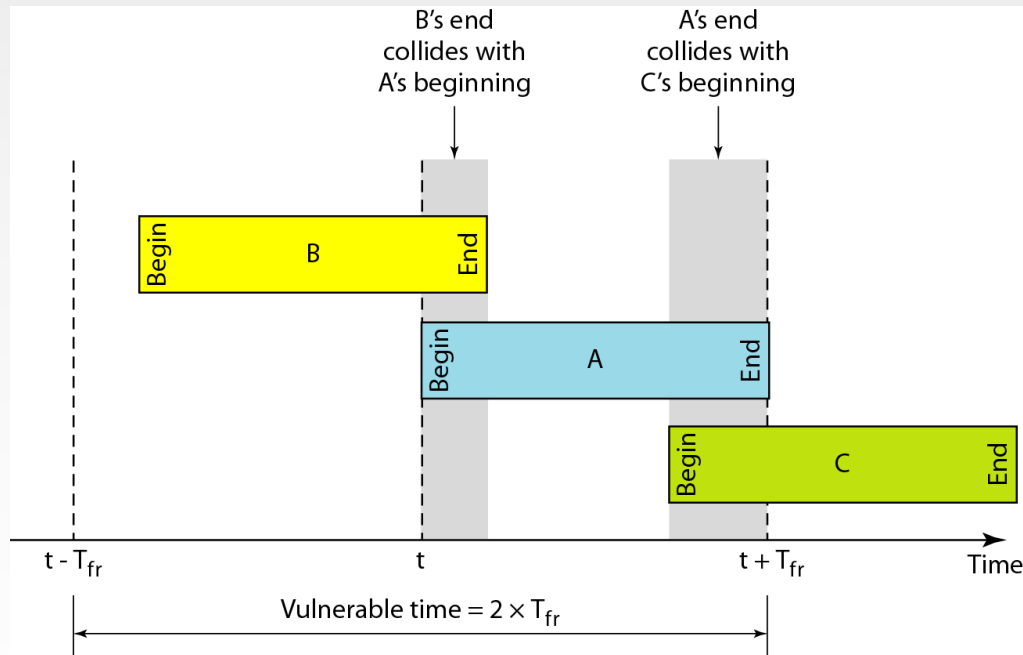 B's end
collides with
A's beginning
A's end
collides with
C's beginning
Begin
B
End
Begin
A
End
Begin
C
End
t - Tfr
t
t + Tfr
Time
Vulnerable time = 2 × Tfr